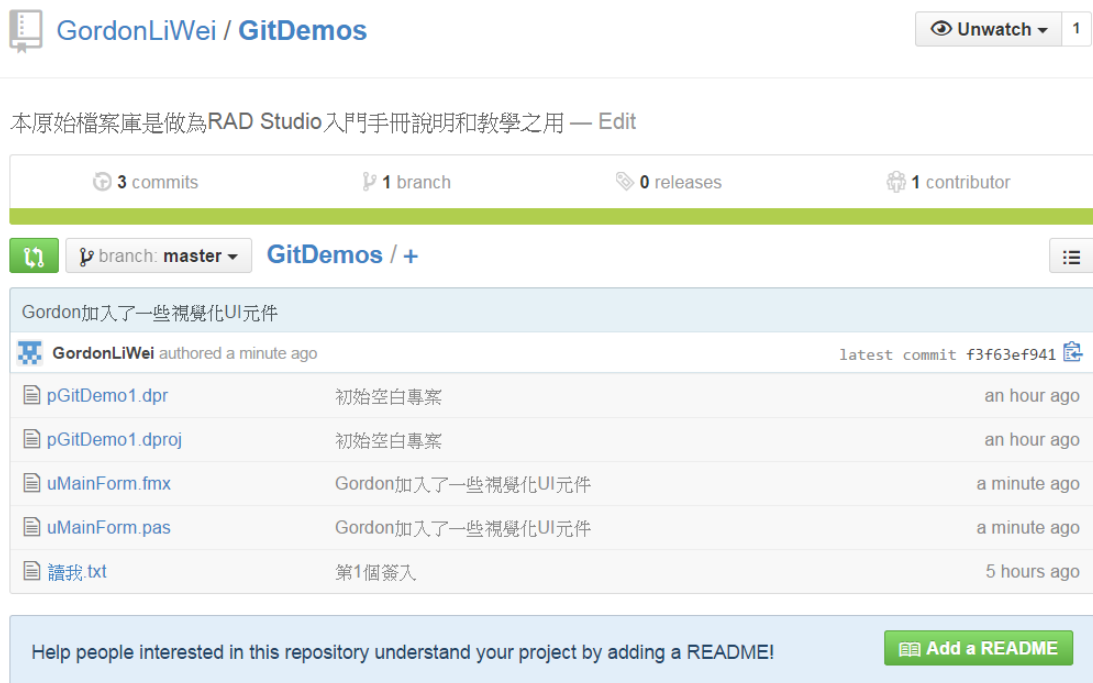 GordonLiWei / GitDemos
Unwatch 1
本原始檔案庫是做為RAD Studio入門手冊說明和教學之用 — Edit
3 commits 1 branch 0 releases 1 contributor
branch: master GitDemos / +
Gordon加入了一些視覺化UI元件
GordonLiWei authored a minute ago latest commit f3f63ef941
pGitDemo1.dpr 初始空白專案 an hour ago
pGitDemo1.dproj 初始空白專案 an hour ago
uMainForm.fmx Gordon加入了一些視覺化UI元件 a minute ago
uMainForm.pas Gordon加入了一些視覺化UI元件 a minute ago
讀我.txt 第1個簽入 5 hours ago
Help people interested in this repository understand your project by adding a README! Add a README